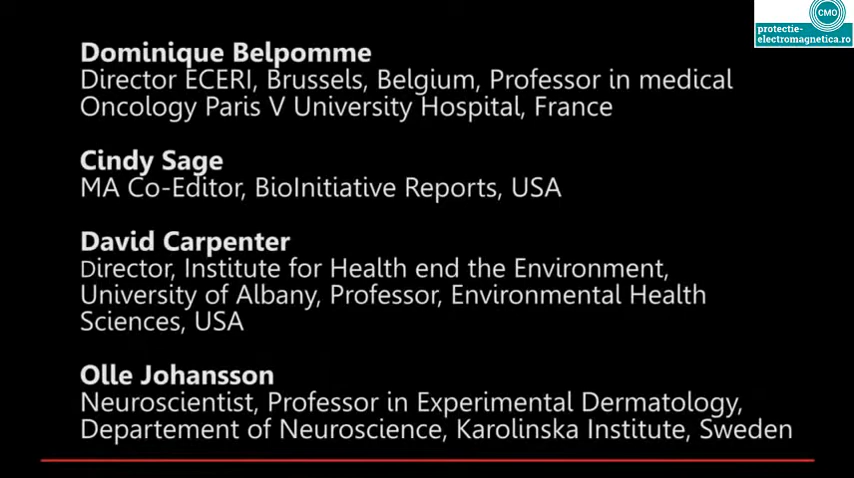 CMO
protectie-
electromagnetica.ro
Dominique Belpomme
Director ECERI, Brussels, Belgium, Professor in medical
Oncology Paris V University Hospital, France
Cindy Sage
MA Co-Editor, BioInitiative Reports, USA
David Carpenter
Director, Institute for Health end the Environment,
University of Albany, Professor, Environmental Health
Sciences, USA
Olle Johansson
Neuroscientist, Professor in Experimental Dermatology,
Departement of Neuroscience, Karolinska Institute, Sweden